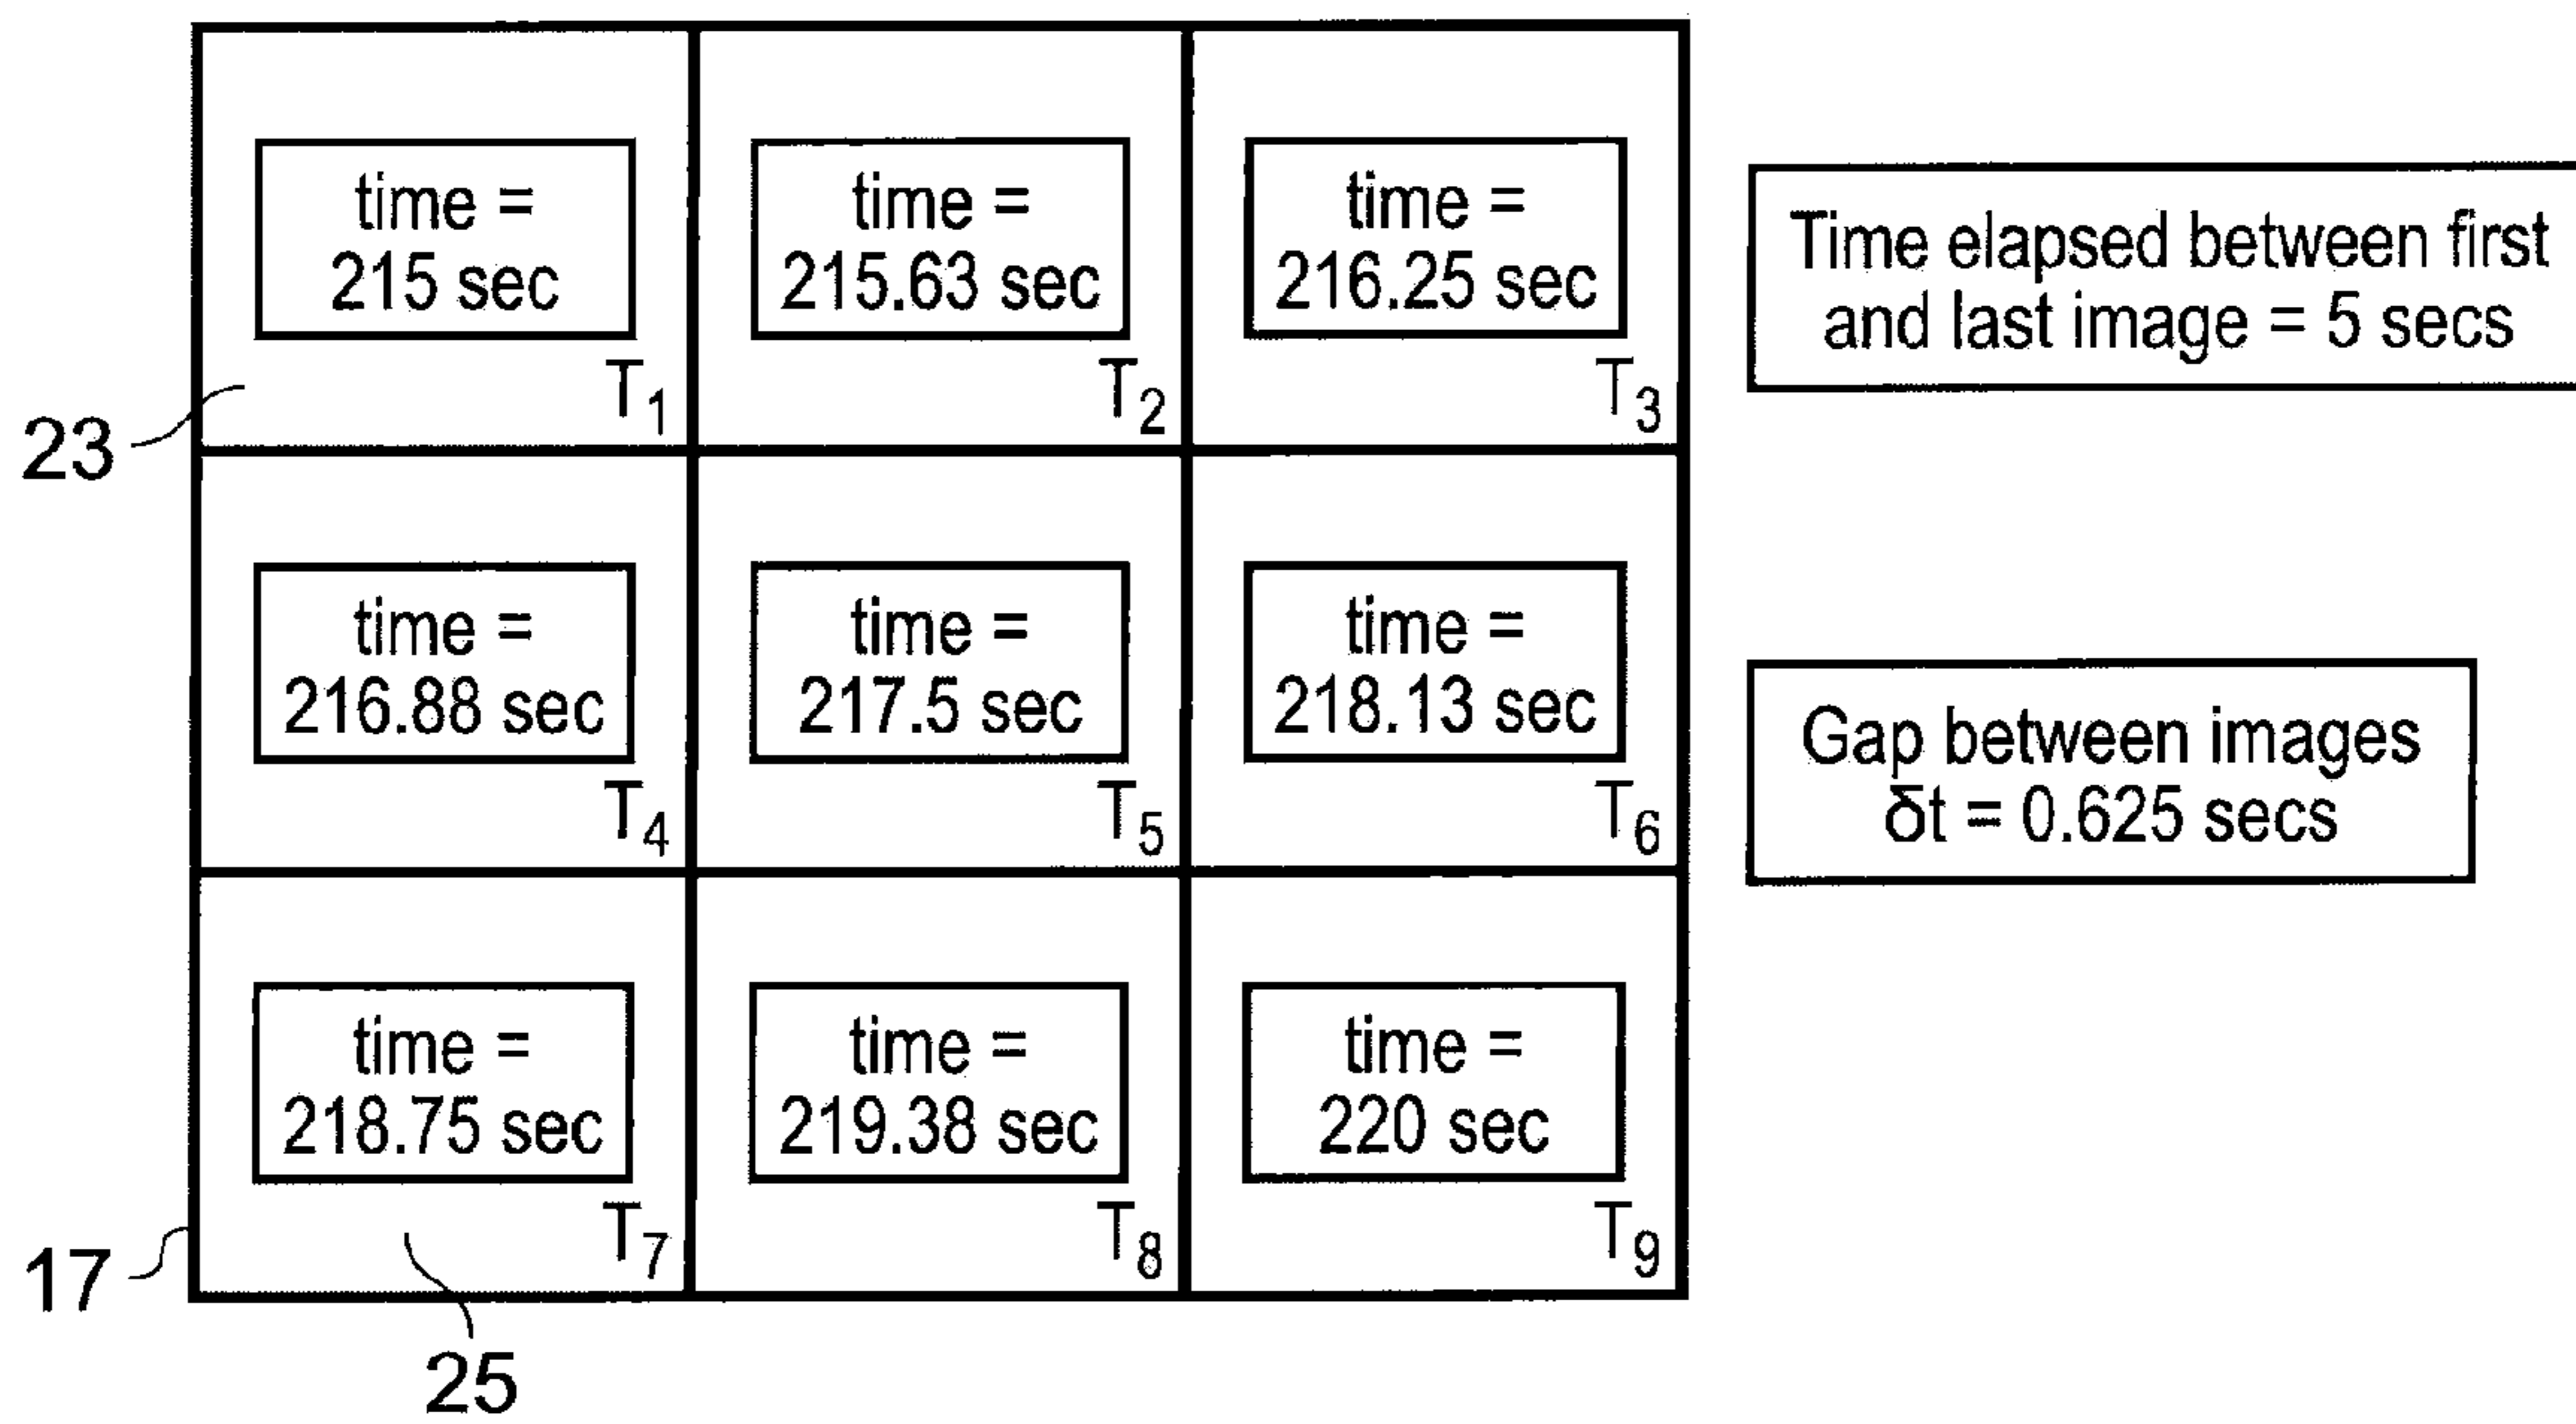 time =
215 sec
T1
time =
215.63 sec
T2
time =
216.25 sec
T3
23
time =
216.88 sec
T4
time =
217.5 sec
T5
time =
218.13 sec
T6
time =
218.75 sec
T7
time =
219.38 sec
T8
time =
220 sec
T9
17
25
Time elapsed between first
and last image = 5 secs
Gap between images
δt = 0.625 secs